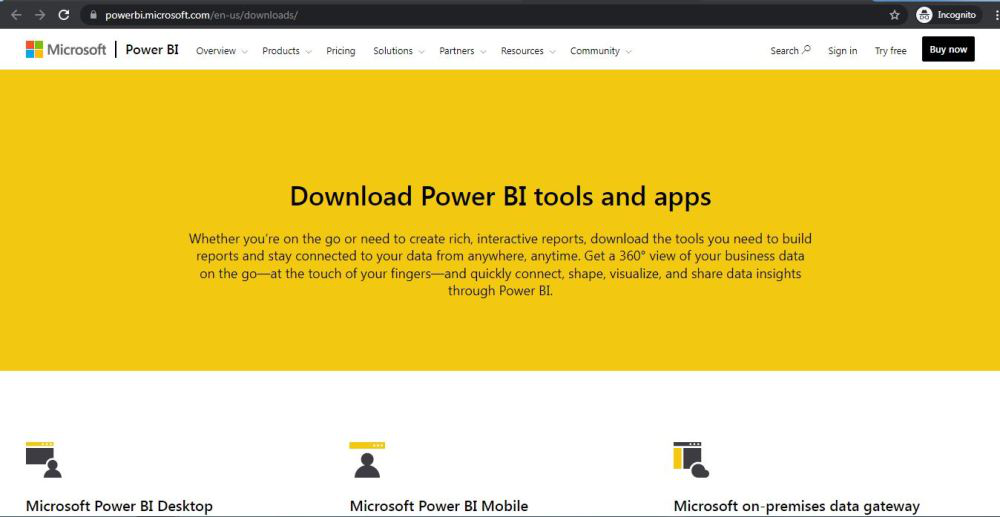 powerbi.microsoft.com/en-us/downloads/
Incognito
Microsoft Power BI Overview Products Pricing Solutions Partners Resources Community Search Sign in Try free Buy now
Download Power BI tools and apps
Whether you're on the go or need to create rich, interactive reports, download the tools you need to build
reports and stay connected to your data from anywhere, anytime. Get a 360° view of your business data
on the go—at the touch of your fingers—and quickly connect, shape, visualize, and share data insights
through Power BI.
Microsoft Power BI Desktop
Microsoft Power BI Mobile
Microsoft on-premises data gateway